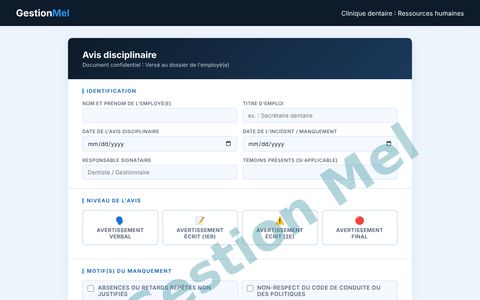 GestionMel
Clinique dentaire : Ressources humaines
Avis disciplinaire
Document confidentiel : Versé au dossier de l'employé(e)
IDENTIFICATION
NOM ET PRÉNOM DE L'EMPLOYÉ(E)
TITRE D'EMPLOI
ex. : Secrétaire dentaire
DATE DE L'AVIS DISCIPLINAIRE
DATE DE L'INCIDENT / MANQUEMENT
mm/dd/yyyy
mm/dd/yyyy
RESPONSABLE SIGNATAIRE
TÉMOINS PRÉSENTS (SI APPLICABLE)
Dentiste / Gestionnaire
Gestion Mel
NIVEAU DE L'AVIS
AVERTISSEMENT
VERBAL
AVERTISSEMENT
ÉCRIT (1ER)
AVERTISSEMENT
ÉCRIT (2E)
AVERTISSEMENT
FINAL
MOTIF(S) DU MANQUEMENT
ABSENCES OU RETARDS RÉPÉTÉS NON
JUSTIFIÉS
NON-RESPECT DU CODE DE CONDUITE OU
DES POLITIQUES